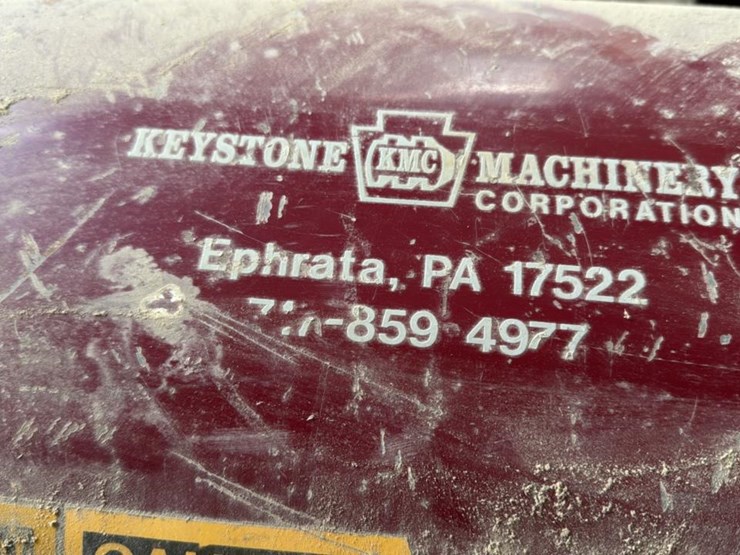 KEYSTONE KMC MACHINERY
CORPORATION
Ephrata, PA 17522
859 4977